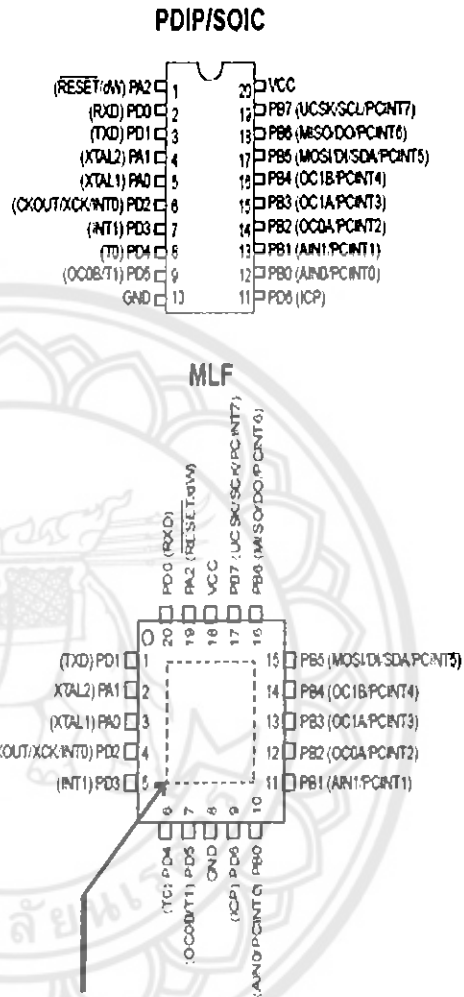 PDIP/SOIC
(RESET/dW) PA2 1 20 VCC
(RXD) PD0 2 19 PB7 (UCSK/SCL/PCINT7)
(TXD) PD1 3 18 PB6 (MISO/DO/PCINT6)
(XTAL2) PA1 4 17 PB5 (MOSI/DI/SDA/PCINT5)
(XTAL1) PA0 5 16 PB4 (OC1B/PCINT4)
(CKOUT/XCK/INT0) PD2 6 15 PB3 (OC1A/PCINT3)
(INT1) PD3 7 14 PB2 (OC0A/PCINT2)
(T0) PD4 8 13 PB1 (AIN1/PCINT1)
(OC0B/T1) PD5 9 12 PB0 (AIN0/PCINT0)
GND 10 11 PD6 (ICP)
MLF
PD0 (RXD)
PA2 (RESET/dW)
VCC
PB7 (UCSK/SCK/PCINT7)
PB6 (MISO/DO/PCINT6)
20 19 18 17 16
(TXD) PD1 1 15 PB5 (MOSI/DI/SDA/PCINT5)
XTAL2) PA1 2 14 PB4 (OC1B/PCINT4)
(XTAL1) PA0 3 13 PB3 (OC1A/PCINT3)
KOUT/XCK/INT0) PD2 4 12 PB2 (OC0A/PCINT2)
(INT1) PD3 5 11 PB1 (AIN1/PCINT1)
6 7 8 9 10
(T0) PD4
(OC0B/T1) PD5
GND
(ICP) PD6
(AIN0/PCINT0) PB0